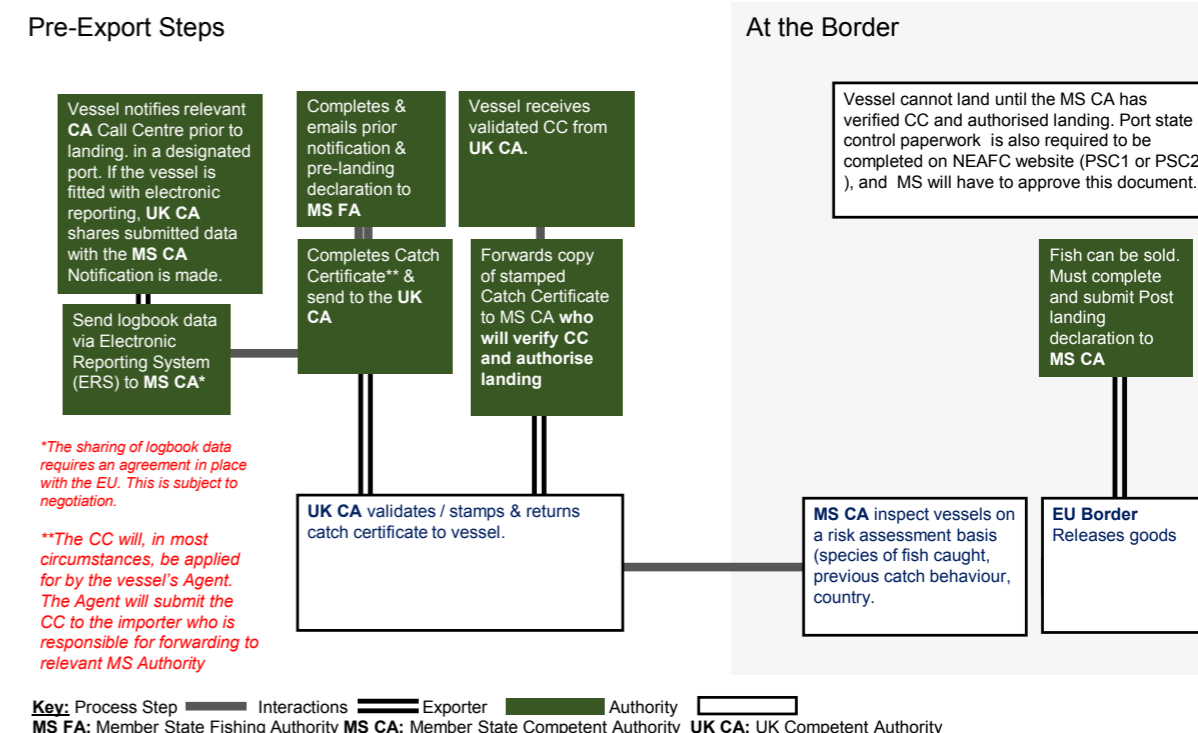 Pre-Export Steps
At the Border
Vessel notifies relevant
CA Call Centre prior to
landing. in a designated
port. If the vessel is
fitted with electronic
reporting, UK CA
shares submitted data
with the MS CA
Notification is made.
Completes &
emails prior
notification &
pre-landing
declaration to
MS FA
Vessel receives
validated CC from
UK CA.
Vessel cannot land until the MS CA has
verified CC and authorised landing. Port state
control paperwork is also required to be
completed on NEAFC website (PSC1 or PSC2
), and MS will have to approve this document.
Send logbook data
via Electronic
Reporting System
(ERS) to MS CA*
Completes Catch
Certificate** &
send to the UK
CA
Forwards copy
of stamped
Catch Certificate
to MS CA who
will verify CC
and authorise
landing
Fish can be sold.
Must complete
and submit Post
landing
declaration to
MS CA
*The sharing of logbook data
requires an agreement in place
with the EU. This is subject to
negotiation.
**The CC will, in most
circumstances, be applied
for by the vessel's Agent.
The Agent will submit the
CC to the importer who is
responsible for forwarding to
relevant MS Authority
UK CA validates / stamps & returns
catch certificate to vessel.
MS CA inspect vessels on
a risk assessment basis
(species of fish caught,
previous catch behaviour,
country.
EU Border
Releases goods
Key: Process Step Interactions Exporter Authority
MS FA: Member State Fishing Authority MS CA: Member State Competent Authority UK CA: UK Competent Authority